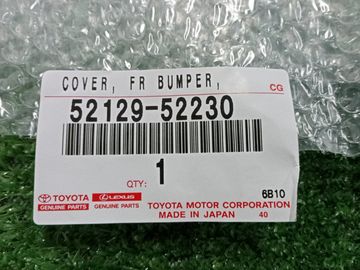 COVER, FR BUMPER,
CG
52129-52230
QTY: 1
6B10
TOYOTA LEXUS TOYOTA MOTOR CORPORATION
GENUINE PARTS GENUINE PARTS MADE IN JAPAN 40